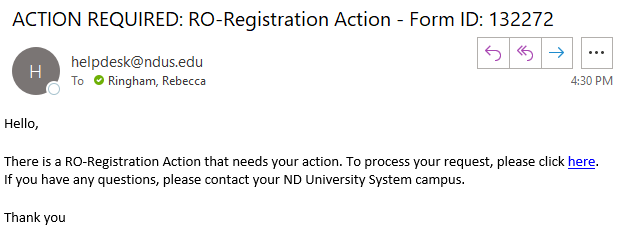 ACTION REQUIRED: RO-Registration Action - Form ID: 132272
H
helpdesk@ndus.edu
To Ringham, Rebecca
4:30 PM
Hello,
There is a RO-Registration Action that needs your action. To process your request, please click here.
If you have any questions, please contact your ND University System campus.
Thank you